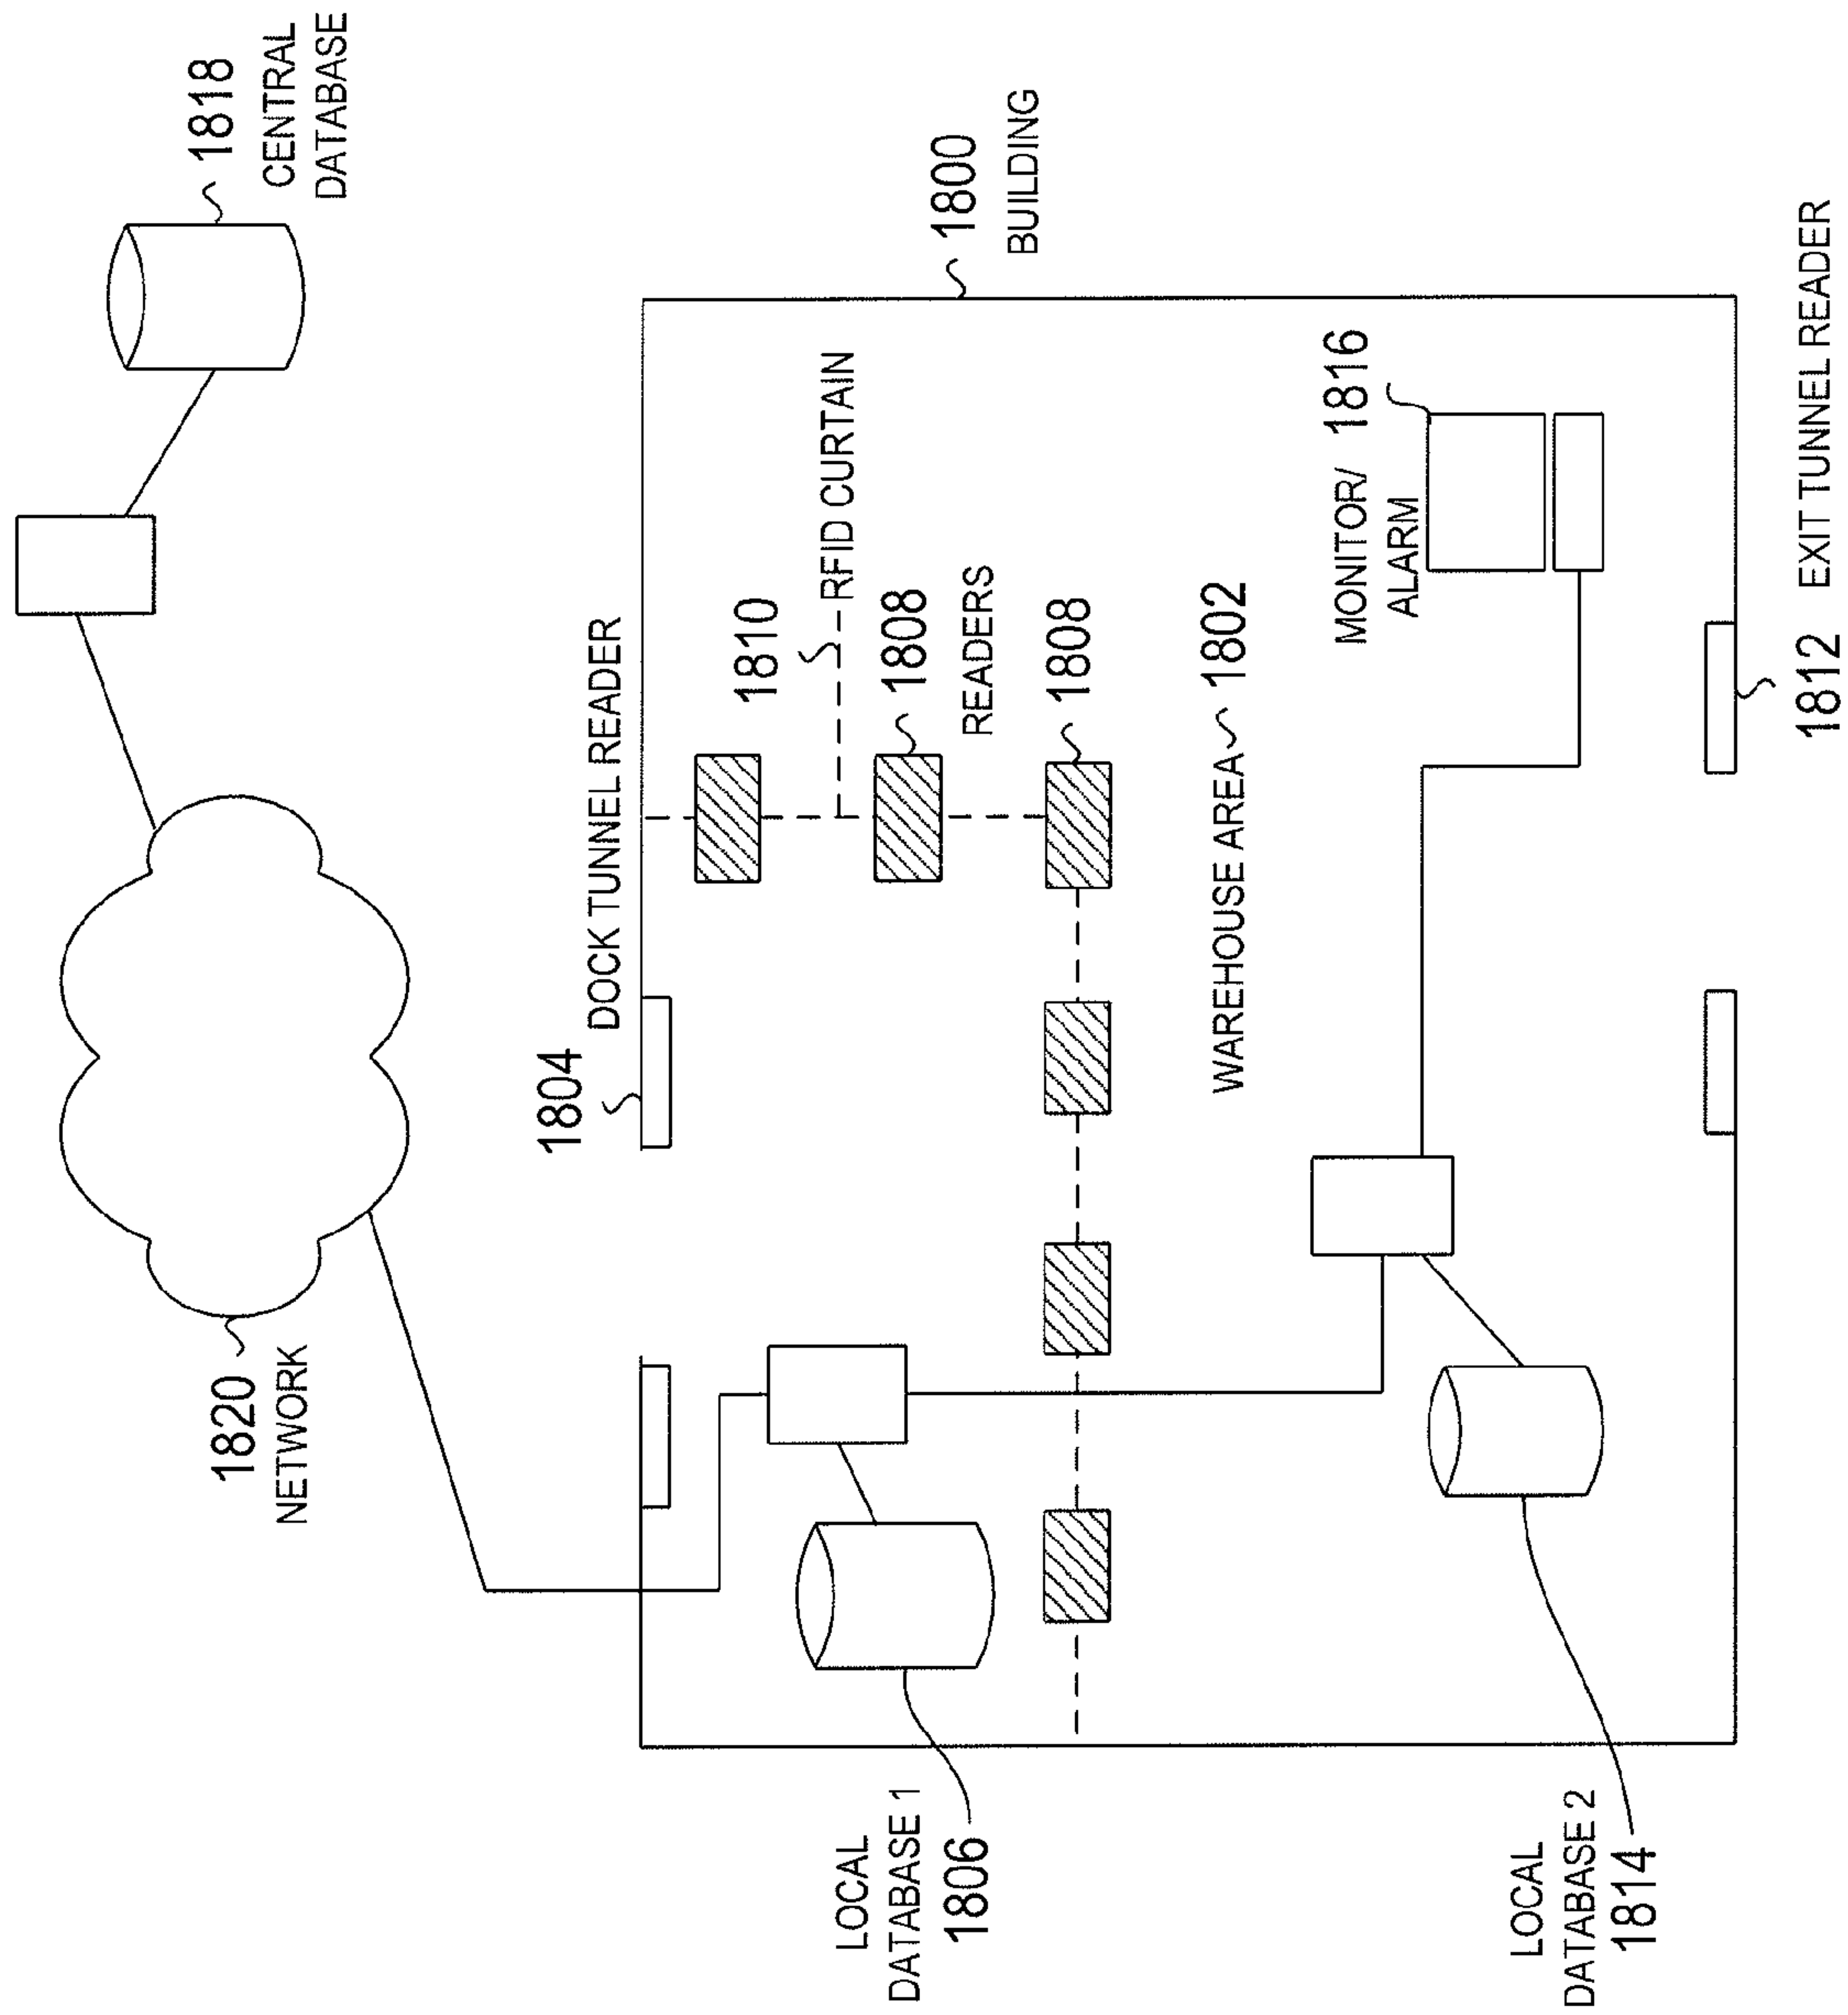 1818
CENTRAL
DATABASE
1820
NETWORK
1800
BUILDING
1804
DOCK TUNNEL READER
1810
RFID CURTAIN
1808
READERS
1808
WAREHOUSE AREA
1802
MONITOR/
ALARM
1816
LOCAL
DATABASE 1
1806
LOCAL
DATABASE 2
1814
1812
EXIT TUNNEL READER